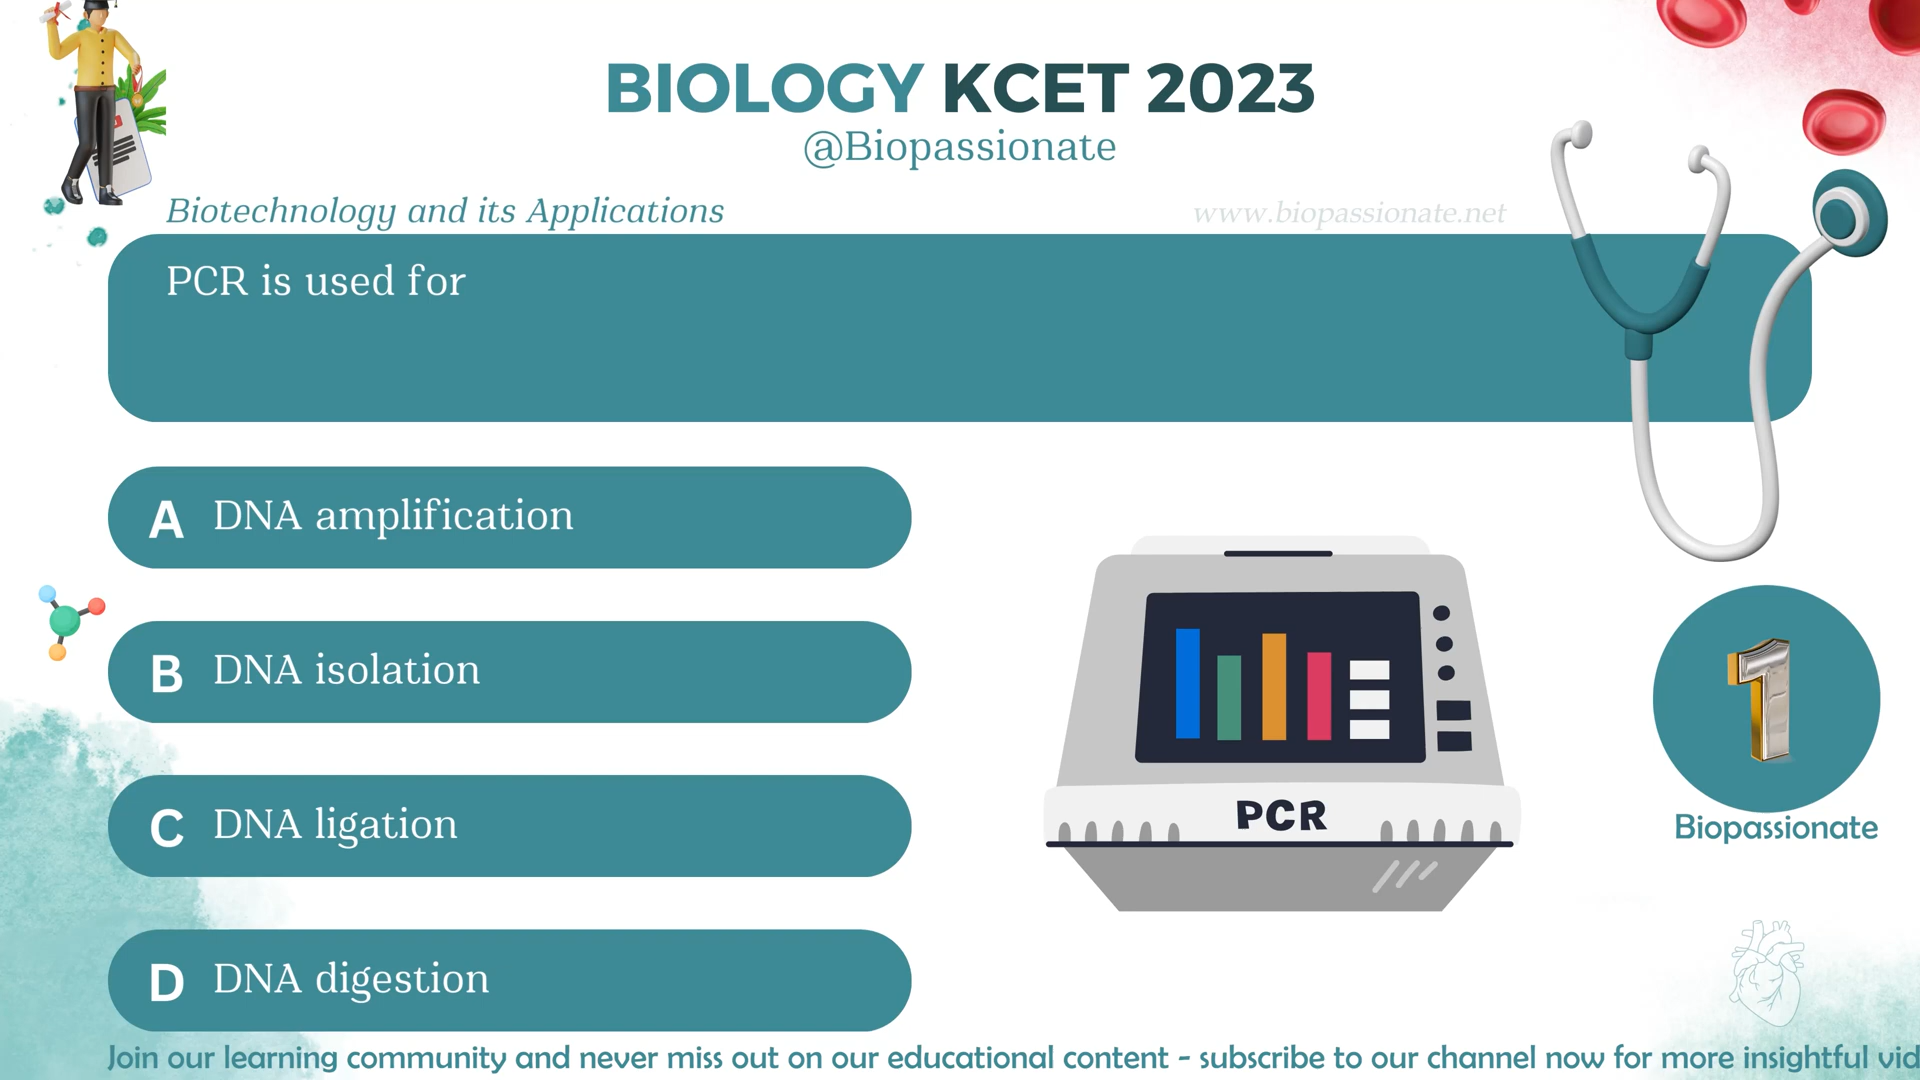 BIOLOGY KCET 2023
@Biopassionate
Biotechnology and its Applications
www.biopassionate.net
PCR is used for
A DNA amplification
B DNA isolation
C DNA ligation
D DNA digestion
PCR
1
Biopassionate
Join our learning community and never miss out on our educational content - subscribe to our channel now for more insightful vid